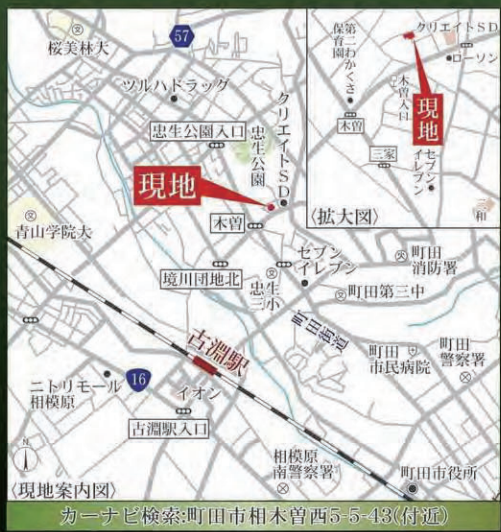 桜美林大
57
ツルハドラッグ
忠生公園入口
忠生公園
クリエイトSD
現地
木曽
青山学院大
境川団地北
忠生三小
セブンイレブン
町田消防署
町田第三中
町田街道
古淵駅
町田市民病院
町田警察署
ニトリモール相模原
16
イオン
古淵駅入口
相模原南警察署
町田市役所
N
〈現地案内図〉
第二わかくさ保育園
クリエイトSD
ローソン
木曽入口
現地
木曽
三家
セブンイレブン
三和
〈拡大図〉
カーナビ検索:町田市相木曽西5-5-43(付近)